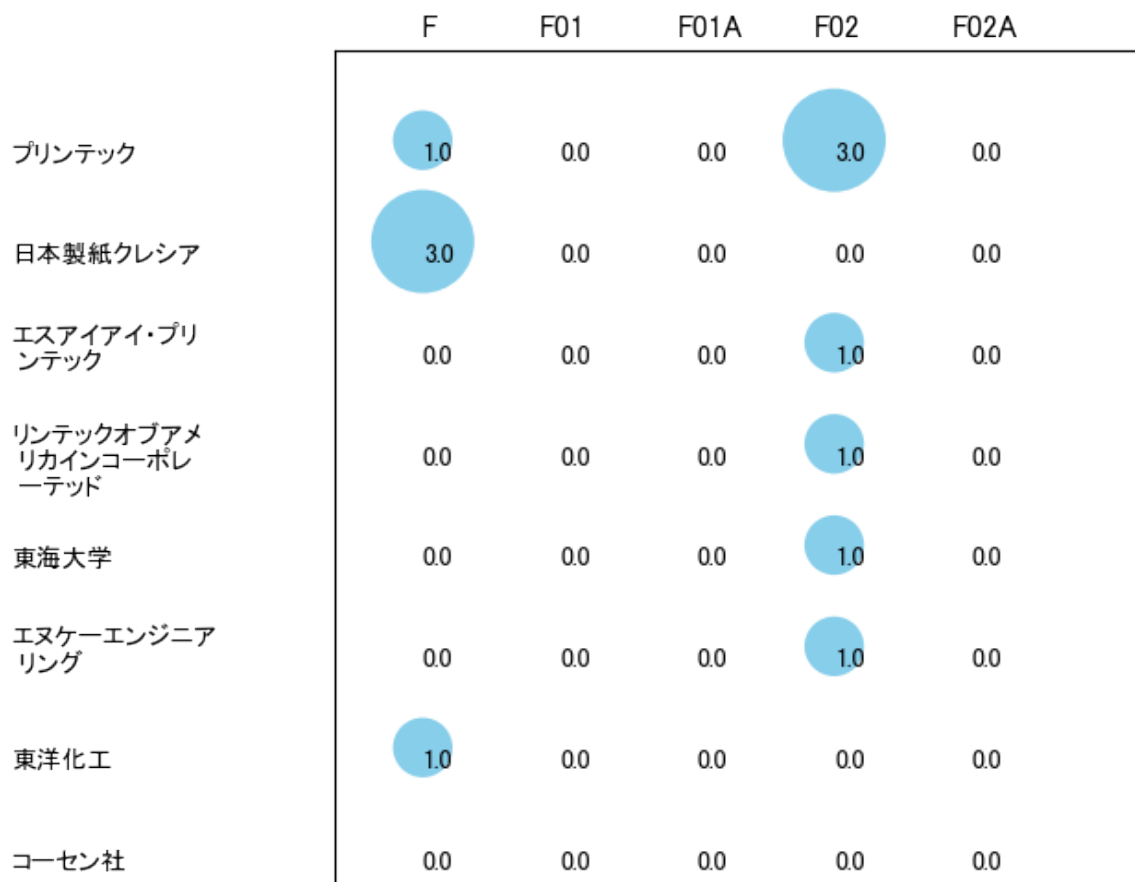 F F01 F01A F02 F02A
プリンテック 1.0 0.0 0.0 3.0 0.0
日本製紙クレシア 3.0 0.0 0.0 0.0 0.0
エスアイアイ・プリ
ンテック 0.0 0.0 0.0 1.0 0.0
リンテックオブアメ
リカインコーポレ
ーテッド 0.0 0.0 0.0 1.0 0.0
東海大学 0.0 0.0 0.0 1.0 0.0
エヌケーエンジニア
リング 0.0 0.0 0.0 1.0 0.0
東洋化工 1.0 0.0 0.0 0.0 0.0
コーセン社 0.0 0.0 0.0 0.0 0.0